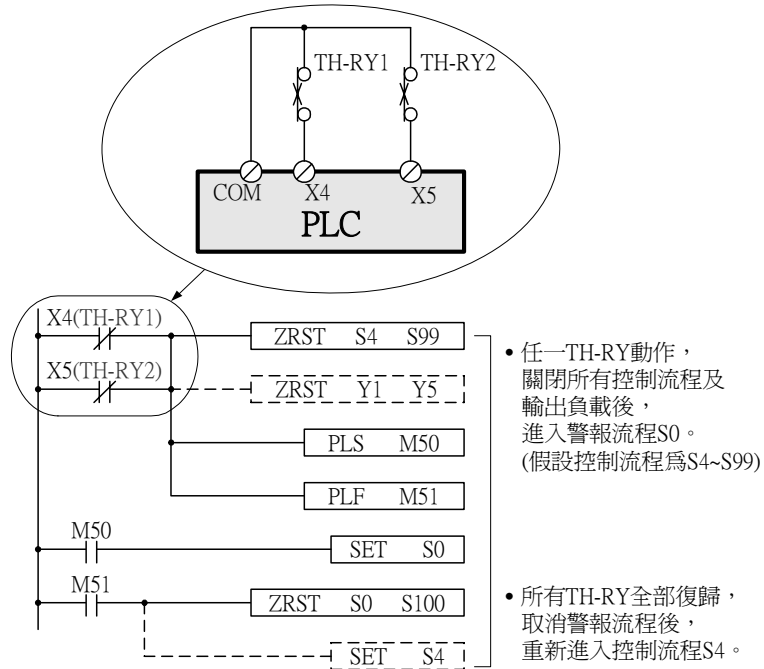 TH-RY1 TH-RY2
COM X4 X5
PLC
X4(TH-RY1)
ZRST S4 S99
X5(TH-RY2)
ZRST Y1 Y5
PLS M50
PLF M51
M50
SET S0
M51
ZRST S0 S100
SET S4
•任一TH-RY動作，
關閉所有控制流程及
輸出負載後，
進入警報流程S0。
(假設控制流程爲S4~S99)
•所有TH-RY全部復歸，
取消警報流程後，
重新進入控制流程S4。